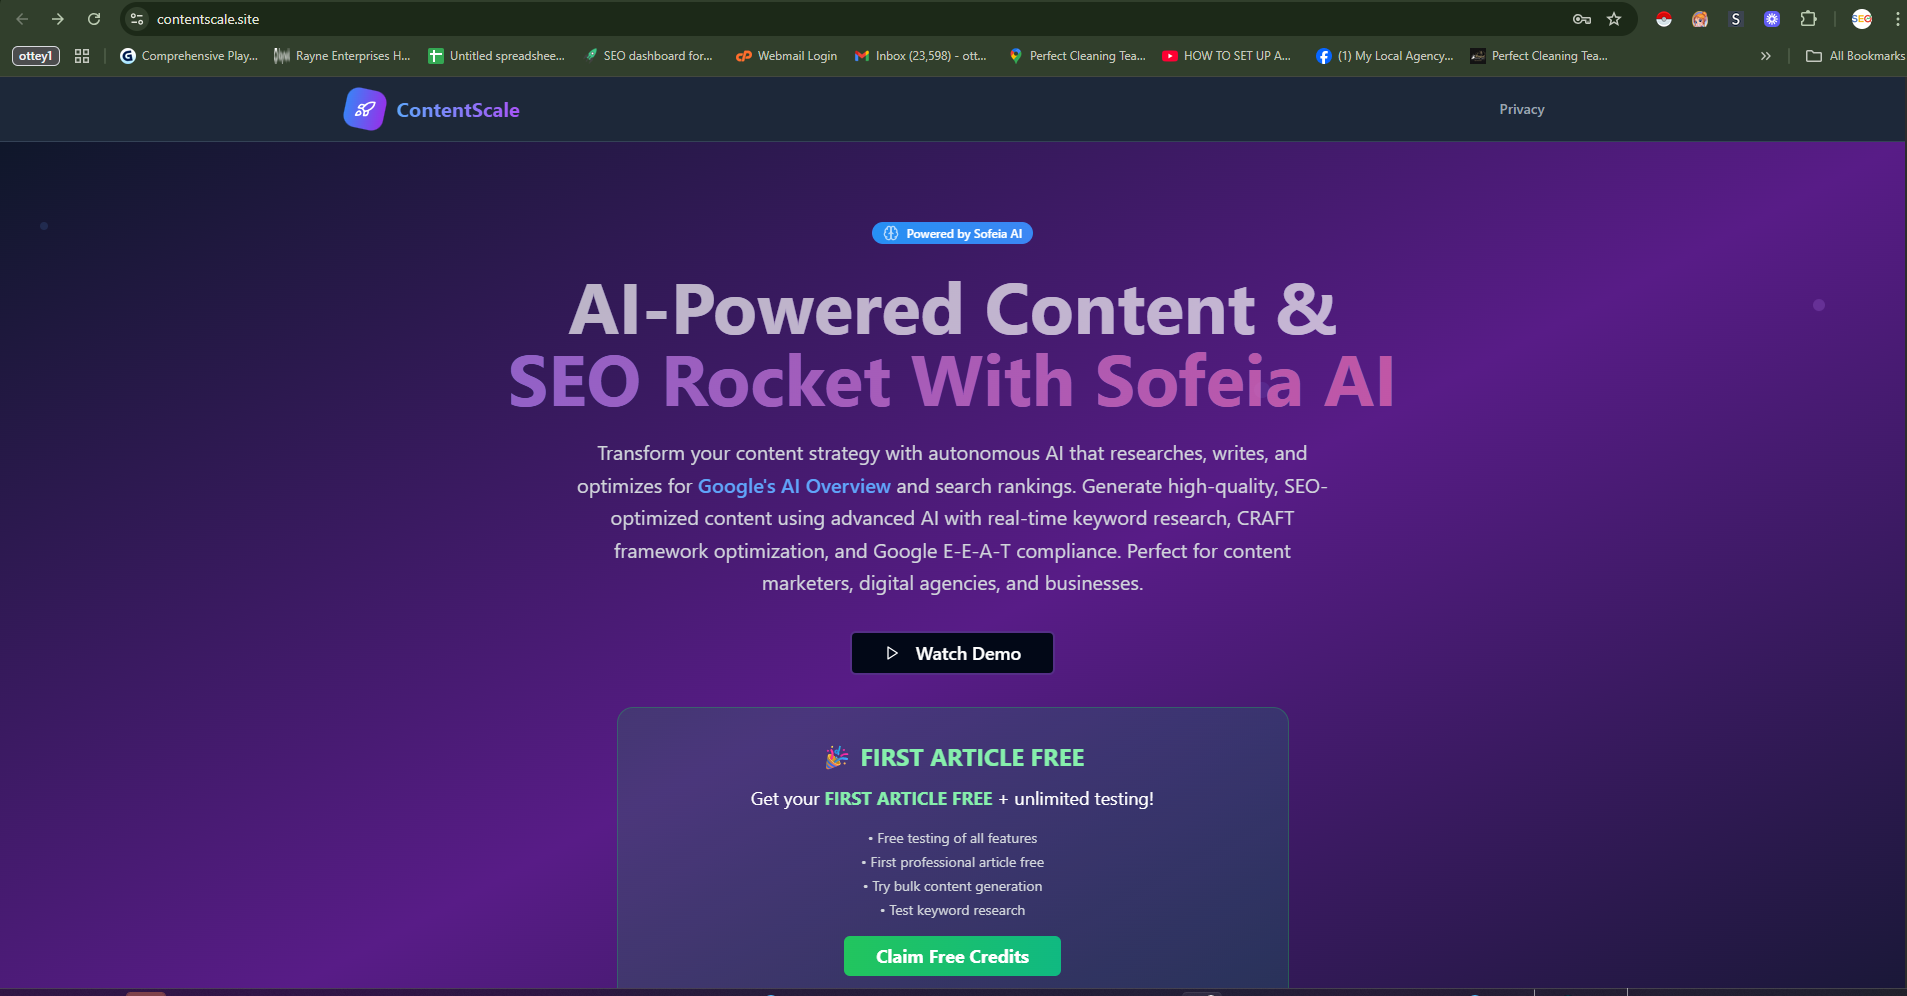 contentscale.site
S
SEO
ottey1
Comprehensive Play...
Rayne Enterprises H...
Untitled spreadshee...
SEO dashboard for...
Webmail Login
Inbox (23,598) - ott...
Perfect Cleaning Tea...
HOW TO SET UP A...
(1) My Local Agency...
Perfect Cleaning Tea...
All Bookmarks
ContentScale
Privacy
Powered by Sofeia AI
AI-Powered Content &
SEO Rocket With Sofeia AI
Transform your content strategy with autonomous AI that researches, writes, and
optimizes for Google's AI Overview and search rankings. Generate high-quality, SEO-
optimized content using advanced AI with real-time keyword research, CRAFT
framework optimization, and Google E-E-A-T compliance. Perfect for content
marketers, digital agencies, and businesses.
Watch Demo
FIRST ARTICLE FREE
Get your FIRST ARTICLE FREE + unlimited testing!
• Free testing of all features
• First professional article free
• Try bulk content generation
• Test keyword research
Claim Free Credits